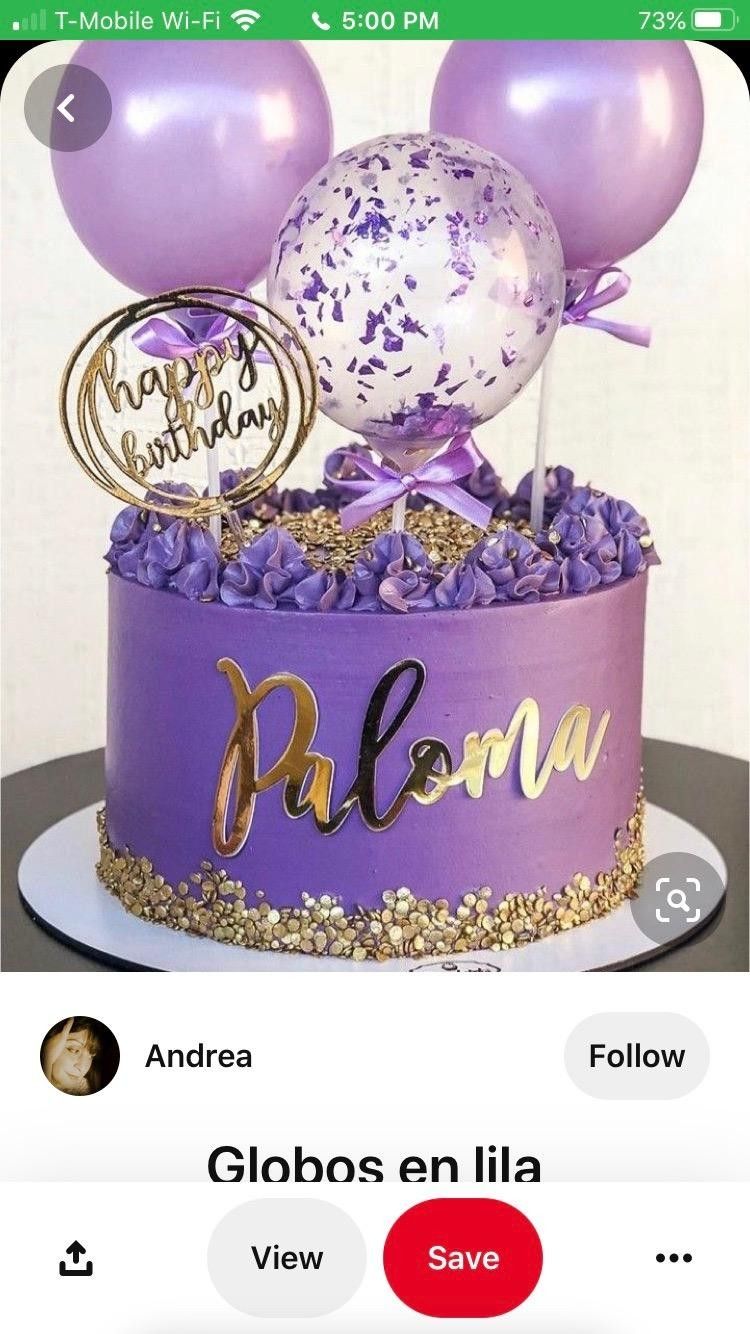 T-Mobile Wi-Fi 5:00 PM 73%
happy
birthday
Paloma
Andrea Follow
Globos en lila
View Save